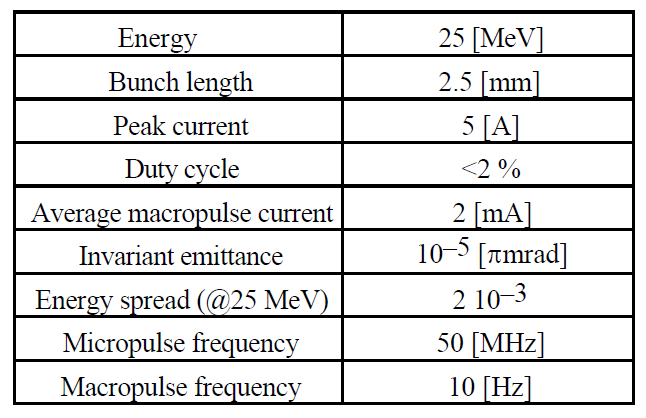 Energy 25 [MeV]
Bunch length 2.5 [mm]
Peak current 5 [A]
Duty cycle <2 %
Average macropulse current 2 [mA]
Invariant emittance 10–5 [πmrad]
Energy spread (@25 MeV) 2 10–3
Micropulse frequency 50 [MHz]
Macropulse frequency 10 [Hz]